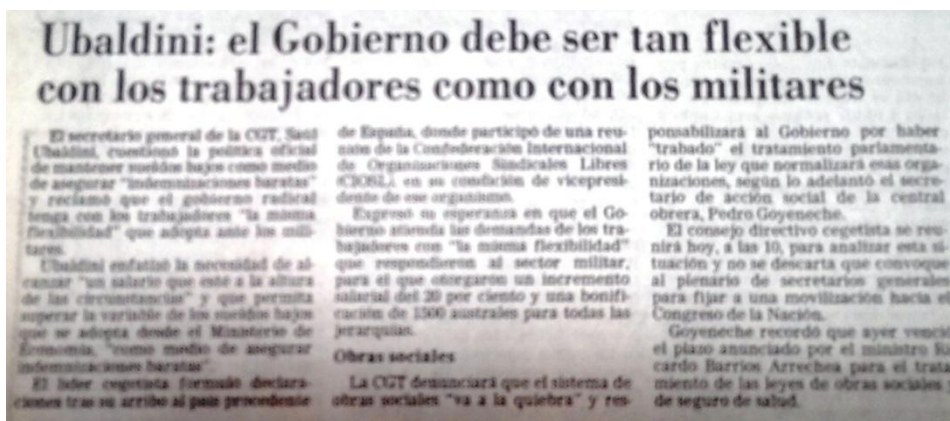 Ubaldini: el Gobierno debe ser tan flexible
con los trabajadores como con los militares
El secretario general de la CGT, Saúl
Ubaldini, cuestionó la política oficial
de mantener sueldos bajos como medio
de asegurar "indemnizaciones baratas"
y reclamó que el gobierno radical
tenga con los trabajadores "la misma
flexibilidad" que adopta ante los mili-
tares.
Ubaldini enfatizó la necesidad de al-
canzar "un salario que esté a la altura
de las circunstancias" y que permita
superar la variable de los sueldos bajos
que se adopta desde el Ministerio de
Economía, "como medio de asegurar
indemnizaciones baratas".
El líder cegetista formuló declara-
ciones tras su arribo al país procedente
de España, donde participó de una reu-
nión de la Confederación Internacional
de Organizaciones Sindicales Libres
(CIOSL), en su condición de vicepresi-
dente de ese organismo.
Expresó su esperanza en que el Go-
bierno atienda las demandas de los tra-
bajadores con "la misma flexibilidad"
que respondieron al sector militar,
para el que otorgaron un incremento
salarial del 20 por ciento y una bonifi-
cación de 1500 australes para todas las
jerarquías.
Obras sociales
La CGT denunciará que el sistema de
obras sociales "va a la quiebra" y res-
ponsabilizará al Gobierno por haber
"trabado" el tratamiento parlamenta-
rio de la ley que normalizará esas orga-
nizaciones, según lo adelantó el secre-
tario de acción social de la central
obrera, Pedro Goyeneche.
El consejo directivo cegetista se reu-
nirá hoy, a las 10, para analizar esta si-
tuación y no se descarta que convoque
al plenario de secretarios generales
para fijar a una movilización hacia el
Congreso de la Nación.
Goyeneche recordó que ayer venció
el plazo anunciado por el ministro Ri-
cardo Barrios Arrechea para el trata-
miento de las leyes de obras sociales
de seguro de salud.